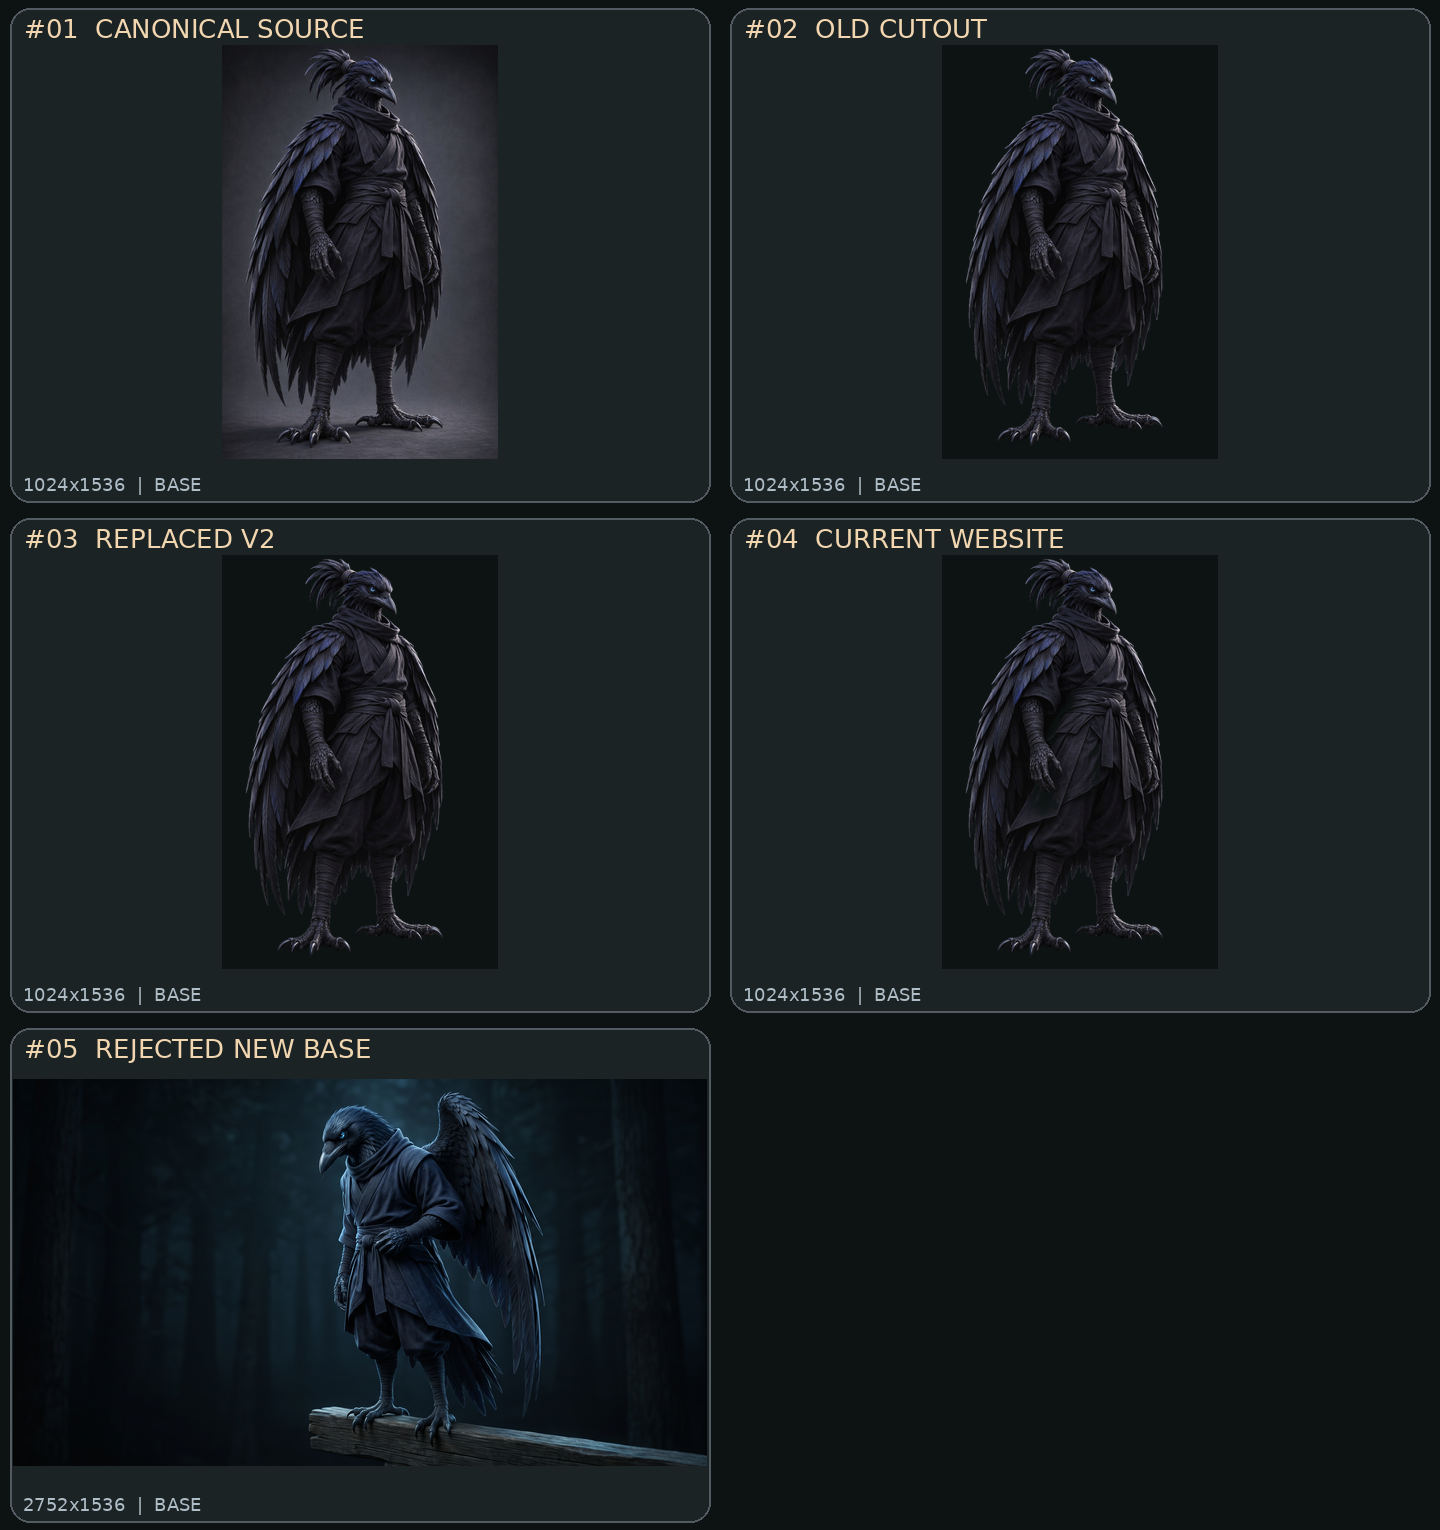 #01 CANONICAL SOURCE
1024x1536 | BASE
#02 OLD CUTOUT
1024x1536 | BASE
#03 REPLACED V2
1024x1536 | BASE
#04 CURRENT WEBSITE
1024x1536 | BASE
#05 REJECTED NEW BASE
2752x1536 | BASE